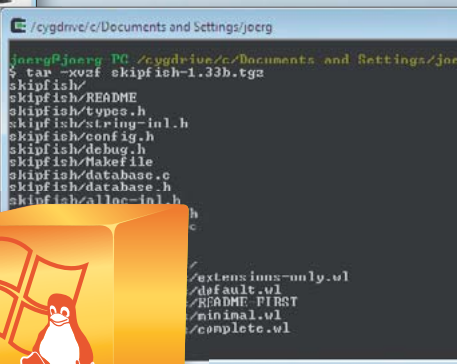 /cygdrive/c/Documents and Settings/joerg
joerg@joerg-PC /cygdrive/c/Documents and Settings/joe
$ tar -xvzf skipfish-1.33b.tgz
skipfish/
skipfish/README
skipfish/types.h
skipfish/string-inl.h
skipfish/config.h
skipfish/debug.h
skipfish/Makefile
skipfish/database.c
skipfish/database.h
skipfish/alloc-inl.h
h
c
/
/extensions-only.wl
/default.wl
/README-FIRST
/minimal.wl
/complete.wl